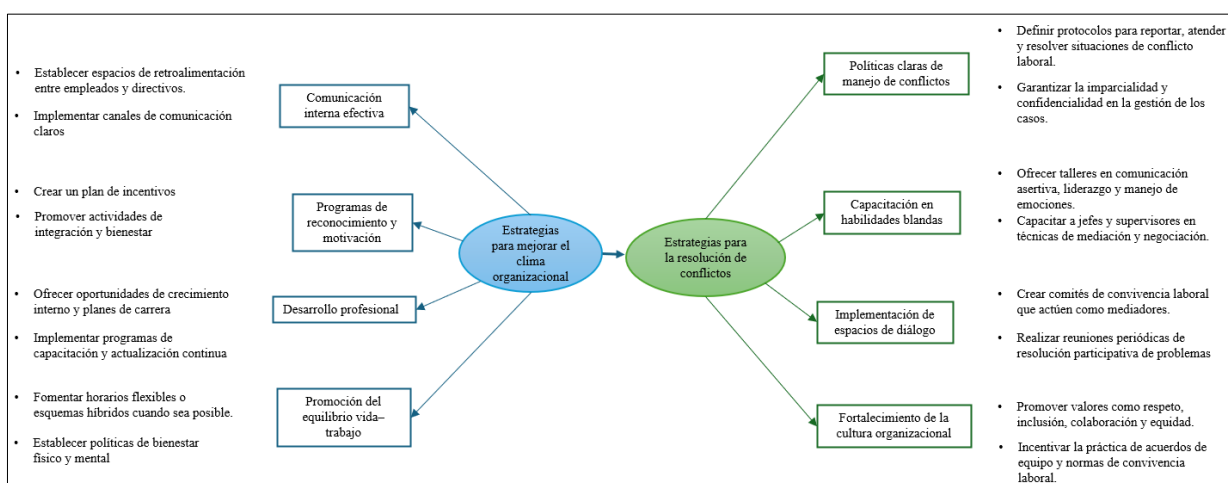 • Establecer espacios de retroalimentación
entre empleados y directivos.
• Implementar canales de comunicación
claros
Comunicación
interna efectiva
• Crear un plan de incentivos
• Promover actividades de
integración y bienestar
Programas de
reconocimiento y
motivación
• Ofrecer oportunidades de crecimiento
interno y planes de carrera
• Implementar programas de
capacitación y actualización continua
Desarrollo profesional
• Fomentar horarios flexibles o
esquemas híbridos cuando sea posible.
• Establecer políticas de bienestar
físico y mental
Promoción del
equilibrio vida–
trabajo
Estrategias
para mejorar el
clima
organizacional
Estrategias para
la resolución de
conflictos
Políticas claras de
manejo de conflictos
• Definir protocolos para reportar, atender
y resolver situaciones de conflicto
laboral.
• Garantizar la imparcialidad y
confidencialidad en la gestión de los
casos.
Capacitación en
habilidades blandas
• Ofrecer talleres en comunicación
asertiva, liderazgo y manejo de
emociones.
• Capacitar a jefes y supervisores en
técnicas de mediación y negociación.
Implementación de
espacios de diálogo
• Crear comités de convivencia laboral
que actúen como mediadores.
• Realizar reuniones periódicas de
resolución participativa de problemas
Fortalecimiento de la
cultura organizacional
• Promover valores como respeto,
inclusión, colaboración y equidad.
• Incentivar la práctica de acuerdos de
equipo y normas de convivencia
laboral.